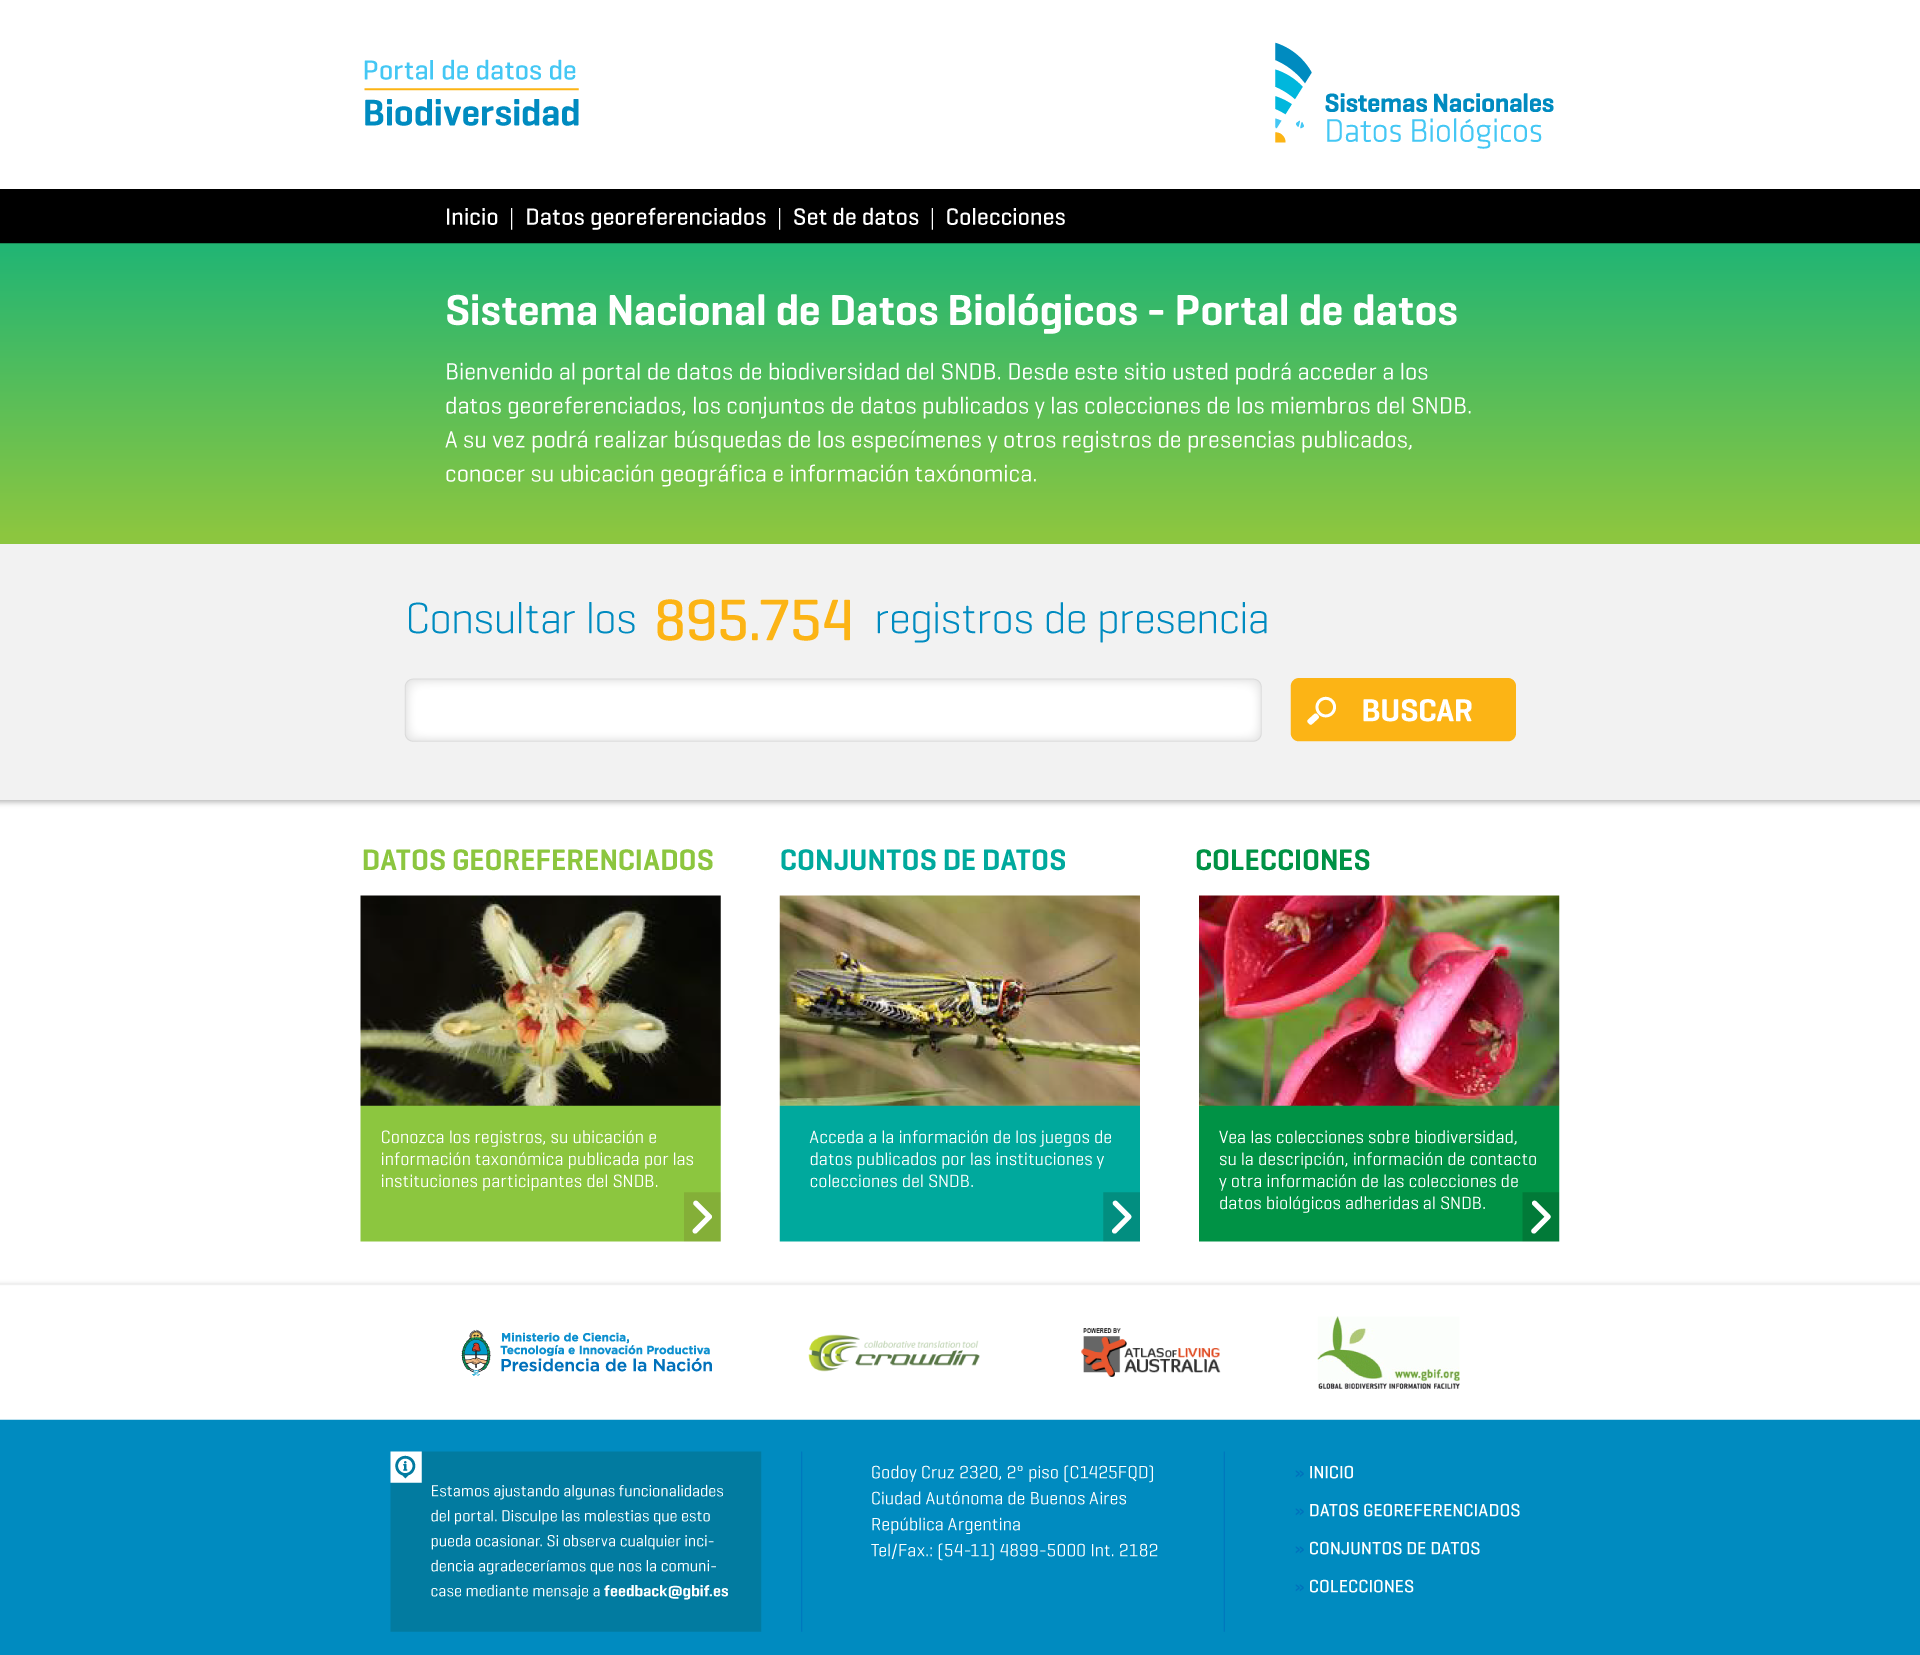 Portal de datos de
Biodiversidad
Sistemas Nacionales
Datos Biológicos
Inicio | Datos georeferenciados | Set de datos | Colecciones
Sistema Nacional de Datos Biológicos - Portal de datos
Bienvenido al portal de datos de biodiversidad del SNDB. Desde este sitio usted podrá acceder a los
datos georeferenciados, los conjuntos de datos publicados y las colecciones de los miembros del SNDB.
A su vez podrá realizar búsquedas de los especímenes y otros registros de presencias publicados,
conocer su ubicación geográfica e información taxónomica.
Consultar los 895.754 registros de presencia
BUSCAR
DATOS GEOREFERENCIADOS
Conozca los registros, su ubicación e
información taxonómica publicada por las
instituciones participantes del SNDB.
CONJUNTOS DE DATOS
Acceda a la información de los juegos de
datos publicados por las instituciones y
colecciones del SNDB.
COLECCIONES
Vea las colecciones sobre biodiversidad,
su la descripción, información de contacto
y otra información de las colecciones de
datos biológicos adheridas al SNDB.
Ministerio de Ciencia,
Tecnología e Innovación Productiva
Presidencia de la Nación
collaborative translation tool
crowdin
POWERED BY
ATLAS OF LIVING
AUSTRALIA
www.gbif.org
GLOBAL BIODIVERSITY INFORMATION FACILITY
Estamos ajustando algunas funcionalidades
del portal. Disculpe las molestias que esto
pueda ocasionar. Si observa cualquier inci-
dencia agradeceríamos que nos la comuni-
case mediante mensaje a feedback@gbif.es
Godoy Cruz 2320, 2° piso (C1425FQD)
Ciudad Autónoma de Buenos Aires
República Argentina
Tel/Fax.: (54-11) 4899-5000 Int. 2182
» INICIO
» DATOS GEOREFERENCIADOS
» CONJUNTOS DE DATOS
» COLECCIONES